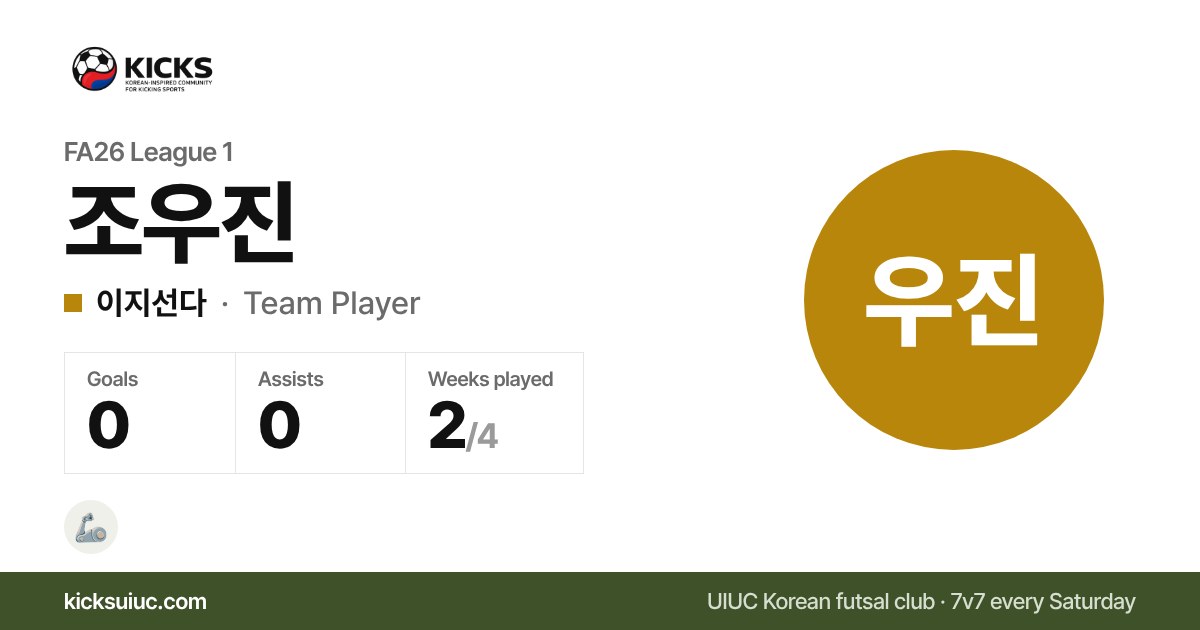 KICKS
KOREAN-INSPIRED COMMUNITY
FOR KICKING SPORTS
FA26 League 1
조우진
이지선다 · Team Player
우진
Goals
0
Assists
0
Weeks played
2/4
kicksuiuc.com
UIUC Korean futsal club · 7v7 every Saturday